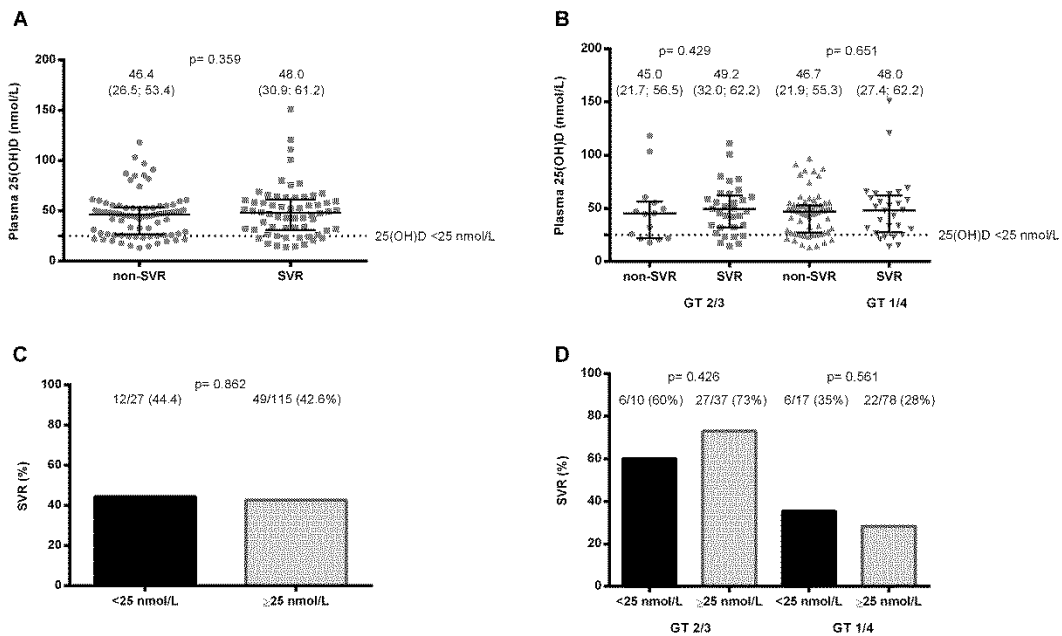 A
p= 0.359
46.4
(26.5; 53.4)
48.0
(30.9; 61.2)
Plasma 25(OH)D (nmol/L)
200
150
100
50
0
25(OH)D <25 nmol/L
non-SVR
SVR
B
p= 0.429
p= 0.651
45.0
(21.7; 56.5)
49.2
(32.0; 62.2)
46.7
(21.9; 55.3)
48.0
(27.4; 62.2)
Plasma 25(OH)D (nmol/L)
200
150
100
50
0
25(OH)D <25 nmol/L
non-SVR
SVR
non-SVR
SVR
GT 2/3
GT 1/4
C
p= 0.862
12/27 (44.4)
49/115 (42.6%)
SVR (%)
100
80
60
40
20
0
<25 nmol/L
≥25 nmol/L
D
p= 0.426
p= 0.561
6/10 (60%)
27/37 (73%)
6/17 (35%)
22/78 (28%)
SVR (%)
100
80
60
40
20
0
<25 nmol/L
≥25 nmol/L
<25 nmol/L
≥25 nmol/L
GT 2/3
GT 1/4